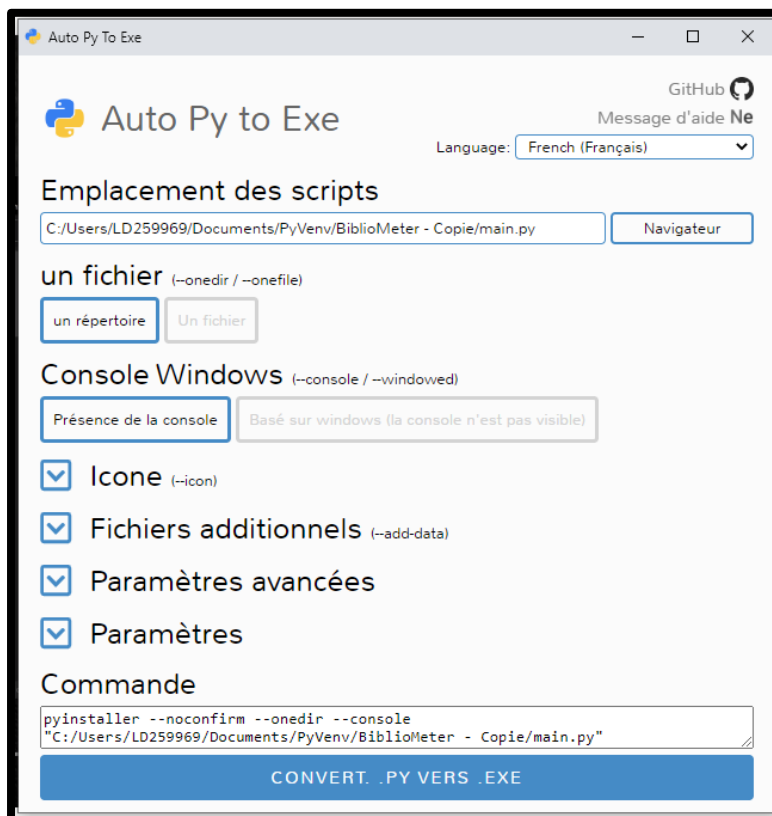 Auto Py To Exe
GitHub
Auto Py to Exe
Message d'aide Ne
Language: French (Français)
Emplacement des scripts
C:/Users/LD259969/Documents/PyVenv/BiblioMeter - Copie/main.py Navigateur
un fichier (--onedir / --onefile)
un répertoire Un fichier
Console Windows (--console / --windowed)
Présence de la console Basé sur windows (la console n'est pas visible)
Icone (--icon)
Fichiers additionnels (--add-data)
Paramètres avancées
Paramètres
Commande
pyinstaller --noconfirm --onedir --console
"C:/Users/LD259969/Documents/PyVenv/BiblioMeter - Copie/main.py"
CONVERT. .PY VERS .EXE